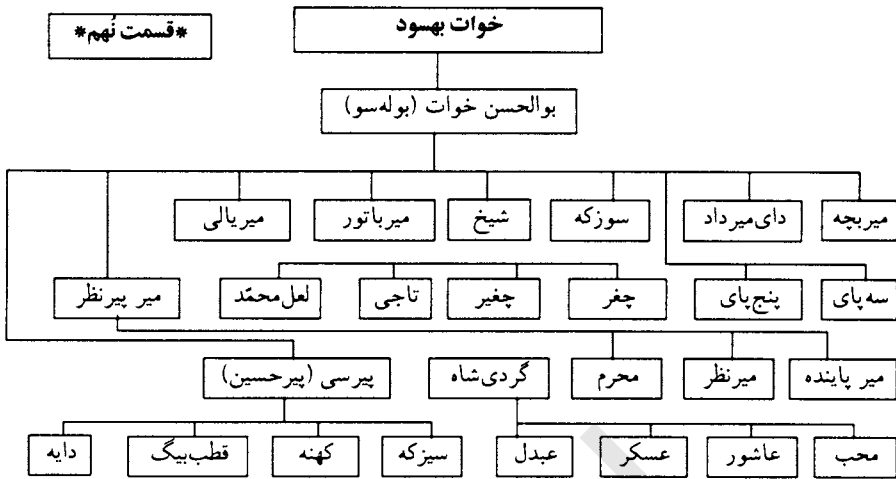 خوات بهسود
*قسمت نُهم*
بوالحسن خوات (بوله‌سو)
میربچه
دای‌میرداد
سوزکه
شیخ
میرباتور
میریالی
سه‌پای
پنج‌پای
چغر
چغیر
تاجی
لعل‌محمّد
میر پیرنظر
میر پاینده
میرنظر
محرم
گردی‌شاه
پیرسی (پیرحسین)
محب
عاشور
عسکر
عبدل
سیزکه
کهنه
قطب‌بیگ
دایه